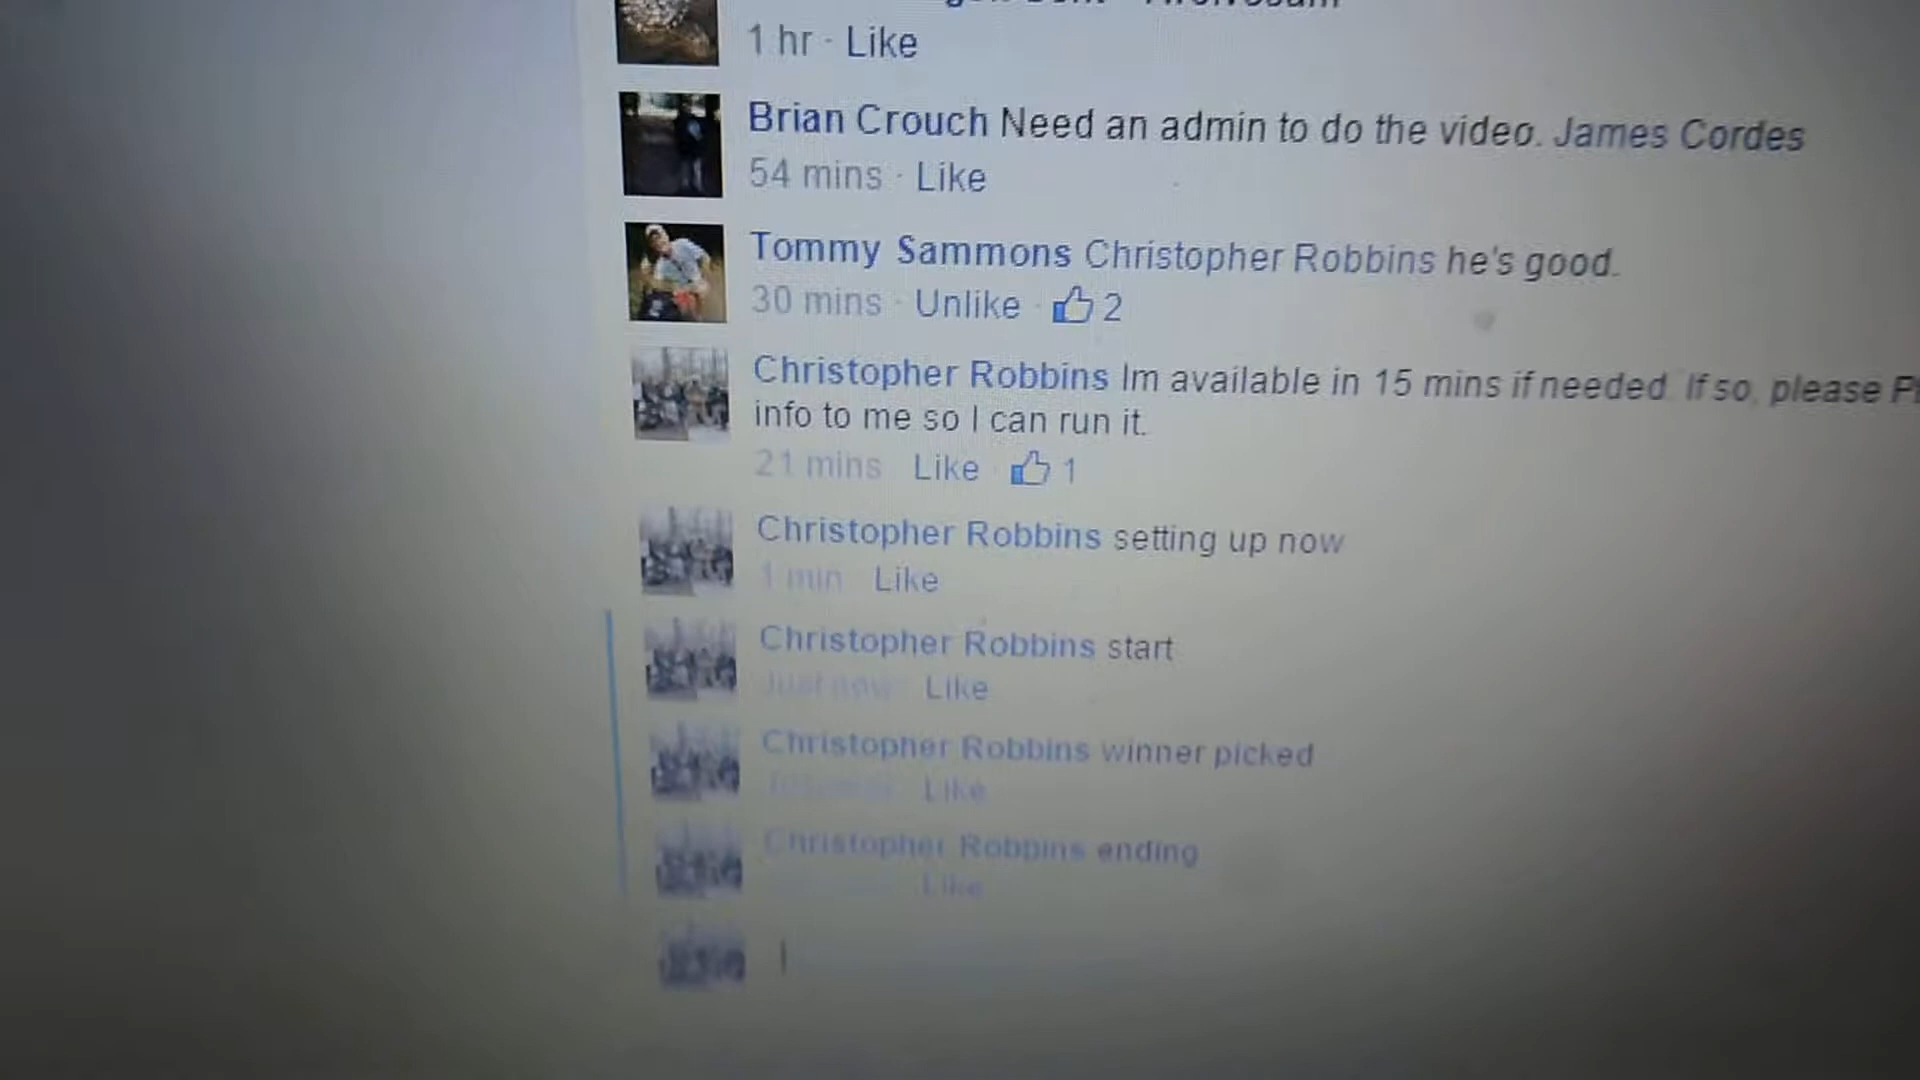 1 hr · Like
Brian Crouch Need an admin to do the video. James Cordes
54 mins · Like
Tommy Sammons Christopher Robbins he's good.
30 mins · Unlike · 2
Christopher Robbins Im available in 15 mins if needed. If so, please
info to me so I can run it.
21 mins Like · 1
Christopher Robbins setting up now
1 min Like
Christopher Robbins start
Just now Like
Christopher Robbins winner picked
Like
Christopher Robbins ending
Like